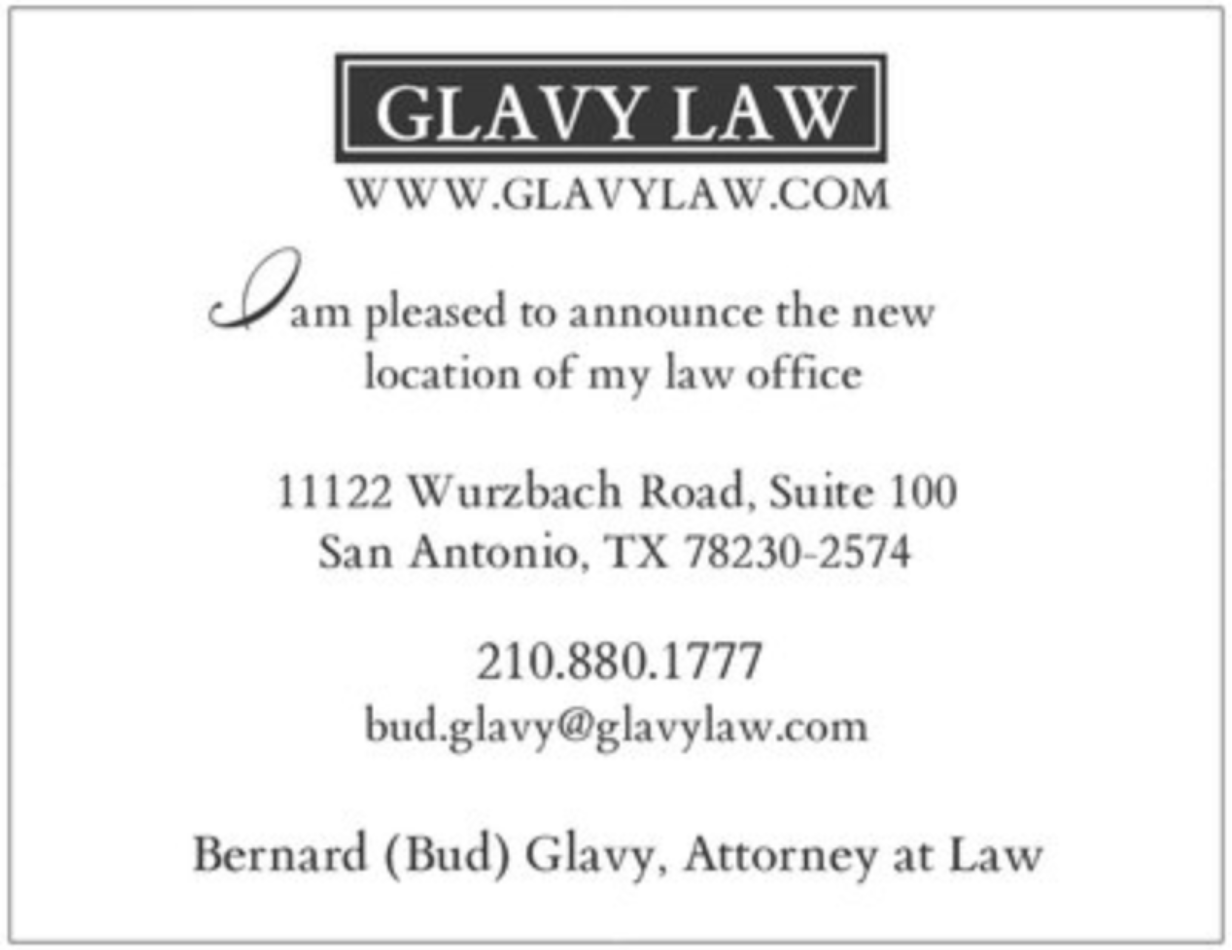 GLAVY LAW
WWW.GLAVYLAW.COM
I am pleased to announce the new
location of my law office
11122 Wurzbach Road, Suite 100
San Antonio, TX 78230-2574
210.880.1777
bud.glavy@glavylaw.com
Bernard (Bud) Glavy, Attorney at Law